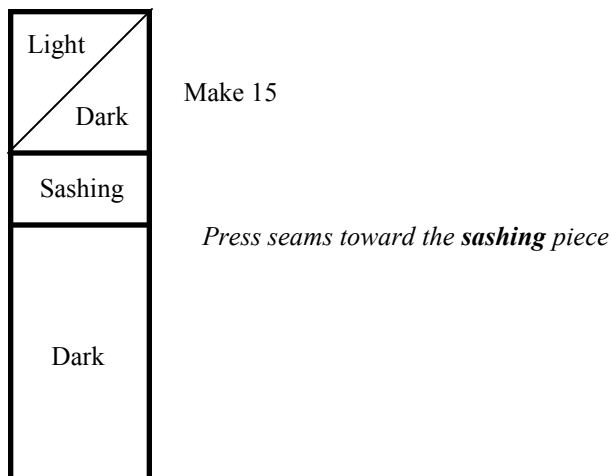 Light
Dark
Make 15
Sashing
Press seams toward the sashing piece
Dark